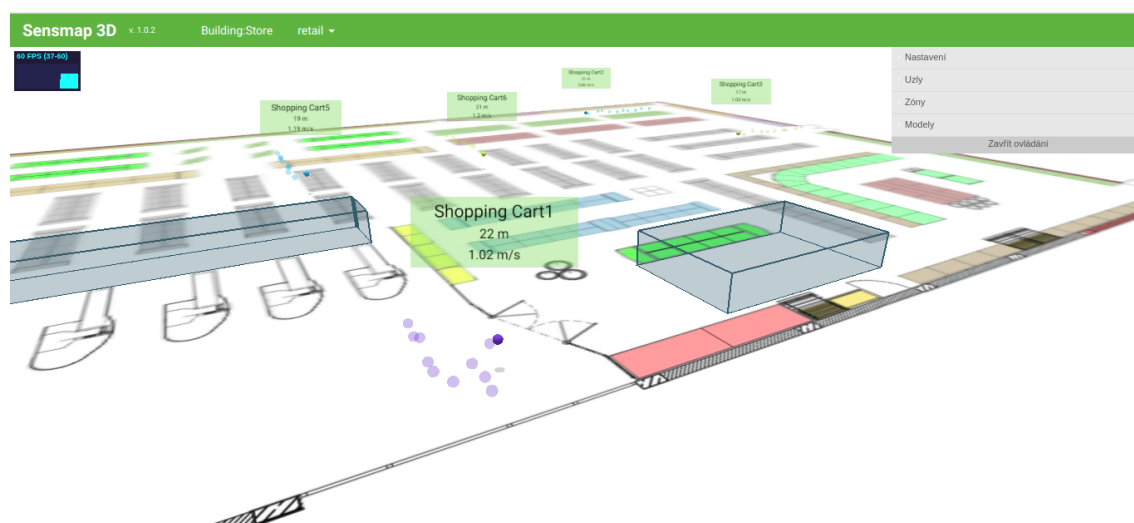 Sensmap 3D v. 1.0.2 Building:Store retail
60 FPS (37-60)
Nastavení
Uzly
Zóny
Modely
Zavřít ovládání
Shopping Cart2
Shopping Cart3
17 m
1.02 m/s
Shopping Cart6
21 m
1.2 m/s
Shopping Cart5
19 m
1.19 m/s
Shopping Cart1
22 m
1.02 m/s